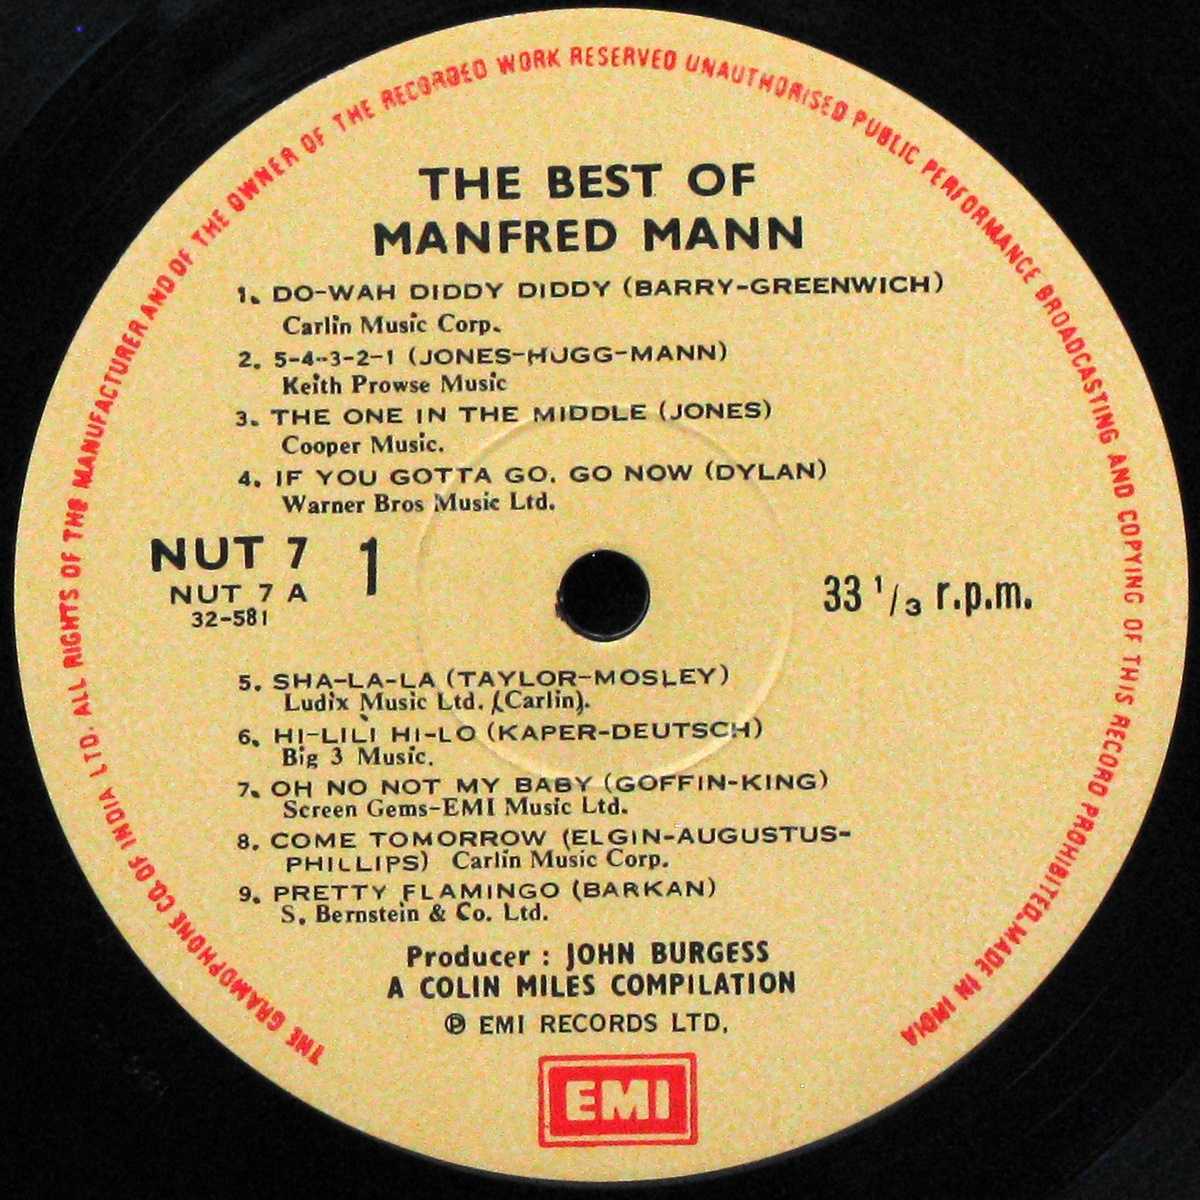 THE GRAMOPHONE CO. OF INDIA LTD. ALL RIGHTS OF THE MANUFACTURER AND OF THE OWNER OF THE RECORDED WORK RESERVED UNAUTHORISED PUBLIC PERFORMANCE BROADCASTING AND COPYING OF THIS RECORD PROHIBITED. MADE IN INDIA
THE BEST OF
MANFRED MANN
1. DO-WAH DIDDY DIDDY (BARRY-GREENWICH)
Carlin Music Corp.
2. 5-4-3-2-1 (JONES-HUGG-MANN)
Keith Prowse Music
3. THE ONE IN THE MIDDLE (JONES)
Cooper Music.
4. IF YOU GOTTA GO, GO NOW (DYLAN)
Warner Bros Music Ltd.
NUT 7 1
NUT 7 A
32-581
33 1/3 r.p.m.
5. SHA-LA-LA (TAYLOR-MOSLEY)
Ludix Music Ltd. (Carlin).
6. HI-LILI HI-LO (KAPER-DEUTSCH)
Big 3 Music.
7. OH NO NOT MY BABY (GOFFIN-KING)
Screen Gems-EMI Music Ltd.
8. COME TOMORROW (ELGIN-AUGUSTUS-
PHILLIPS) Carlin Music Corp.
9. PRETTY FLAMINGO (BARKAN)
S. Bernstein & Co. Ltd.
Producer : JOHN BURGESS
A COLIN MILES COMPILATION
℗ EMI RECORDS LTD.
EMI